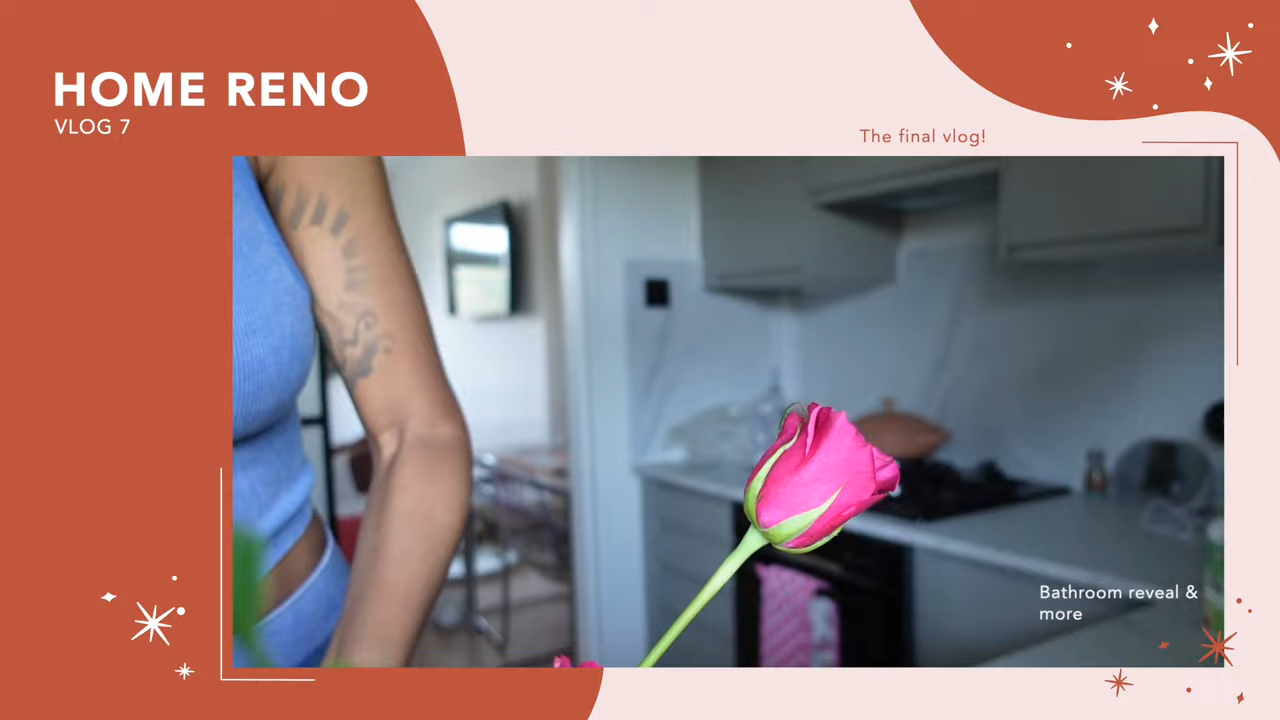 HOME RENO
VLOG 7
The final vlog!
Bathroom reveal &
more